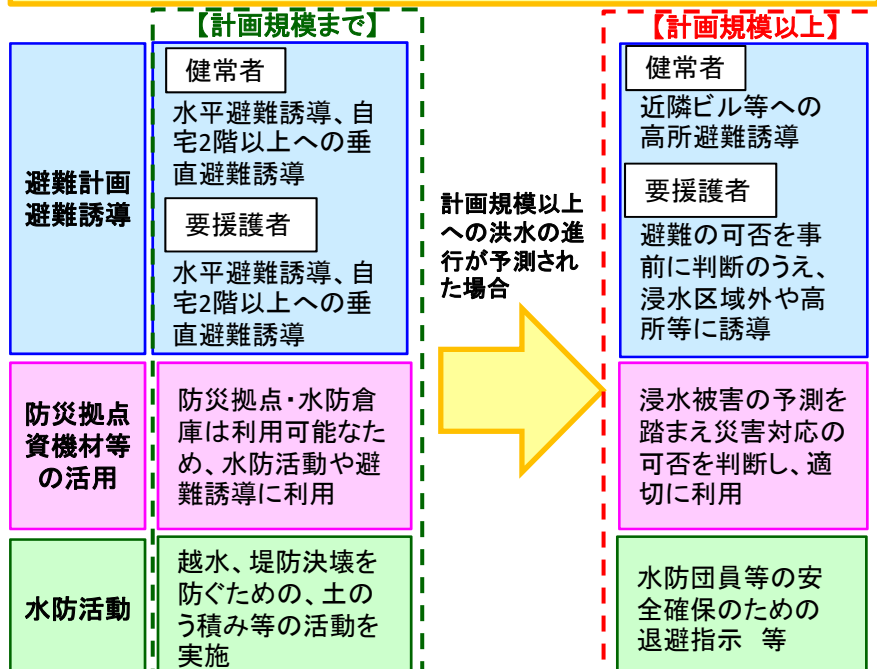 【計画規模まで】
【計画規模以上】
避難計画
避難誘導
健常者
水平避難誘導、自
宅2階以上への垂
直避難誘導
要援護者
水平避難誘導、自
宅2階以上への垂
直避難誘導
計画規模以上
への洪水の進
行が予測され
た場合
健常者
近隣ビル等への
高所避難誘導
要援護者
避難の可否を事
前に判断のうえ、
浸水区域外や高
所等に誘導
防災拠点
資機材等
の活用
防災拠点・水防倉
庫は利用可能なた
め、水防活動や避
難誘導に利用
浸水被害の予測を
踏まえ災害対応の
可否を判断し、適
切に利用
水防活動
越水、堤防決壊を
防ぐための、土の
う積み等の活動を
実施
水防団員等の安
全確保のための
退避指示　等